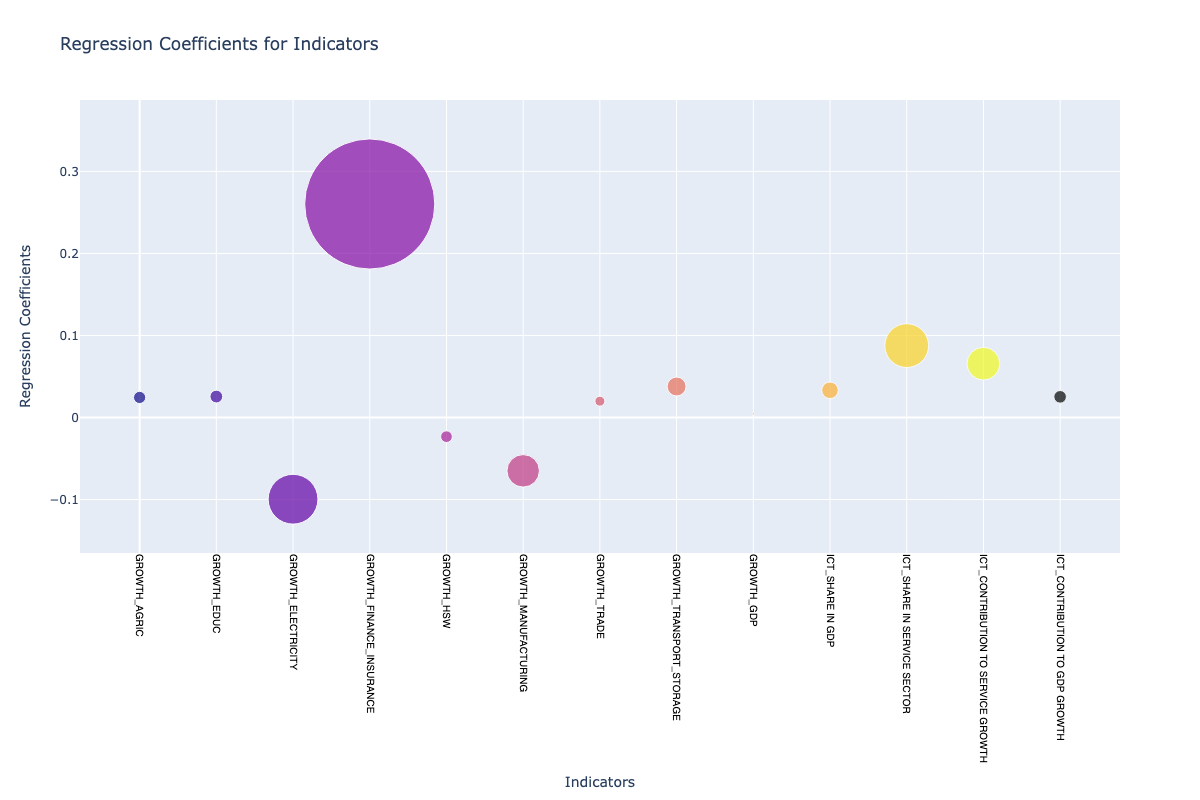 Regression Coefficients for Indicators
Regression Coefficients
0.3
0.2
0.1
0
−0.1
GROWTH_AGRIC
GROWTH_EDUC
GROWTH_ELECTRICITY
GROWTH_FINANCE_INSURANCE
GROWTH_HSW
GROWTH_MANUFACTURING
GROWTH_TRADE
GROWTH_TRANSPORT_STORAGE
GROWTH_GDP
ICT_SHARE IN GDP
ICT_SHARE IN SERVICE SECTOR
ICT_CONTRIBUTION TO SERVICE GROWTH
ICT_CONTRIBUTION TO GDP GROWTH
Indicators